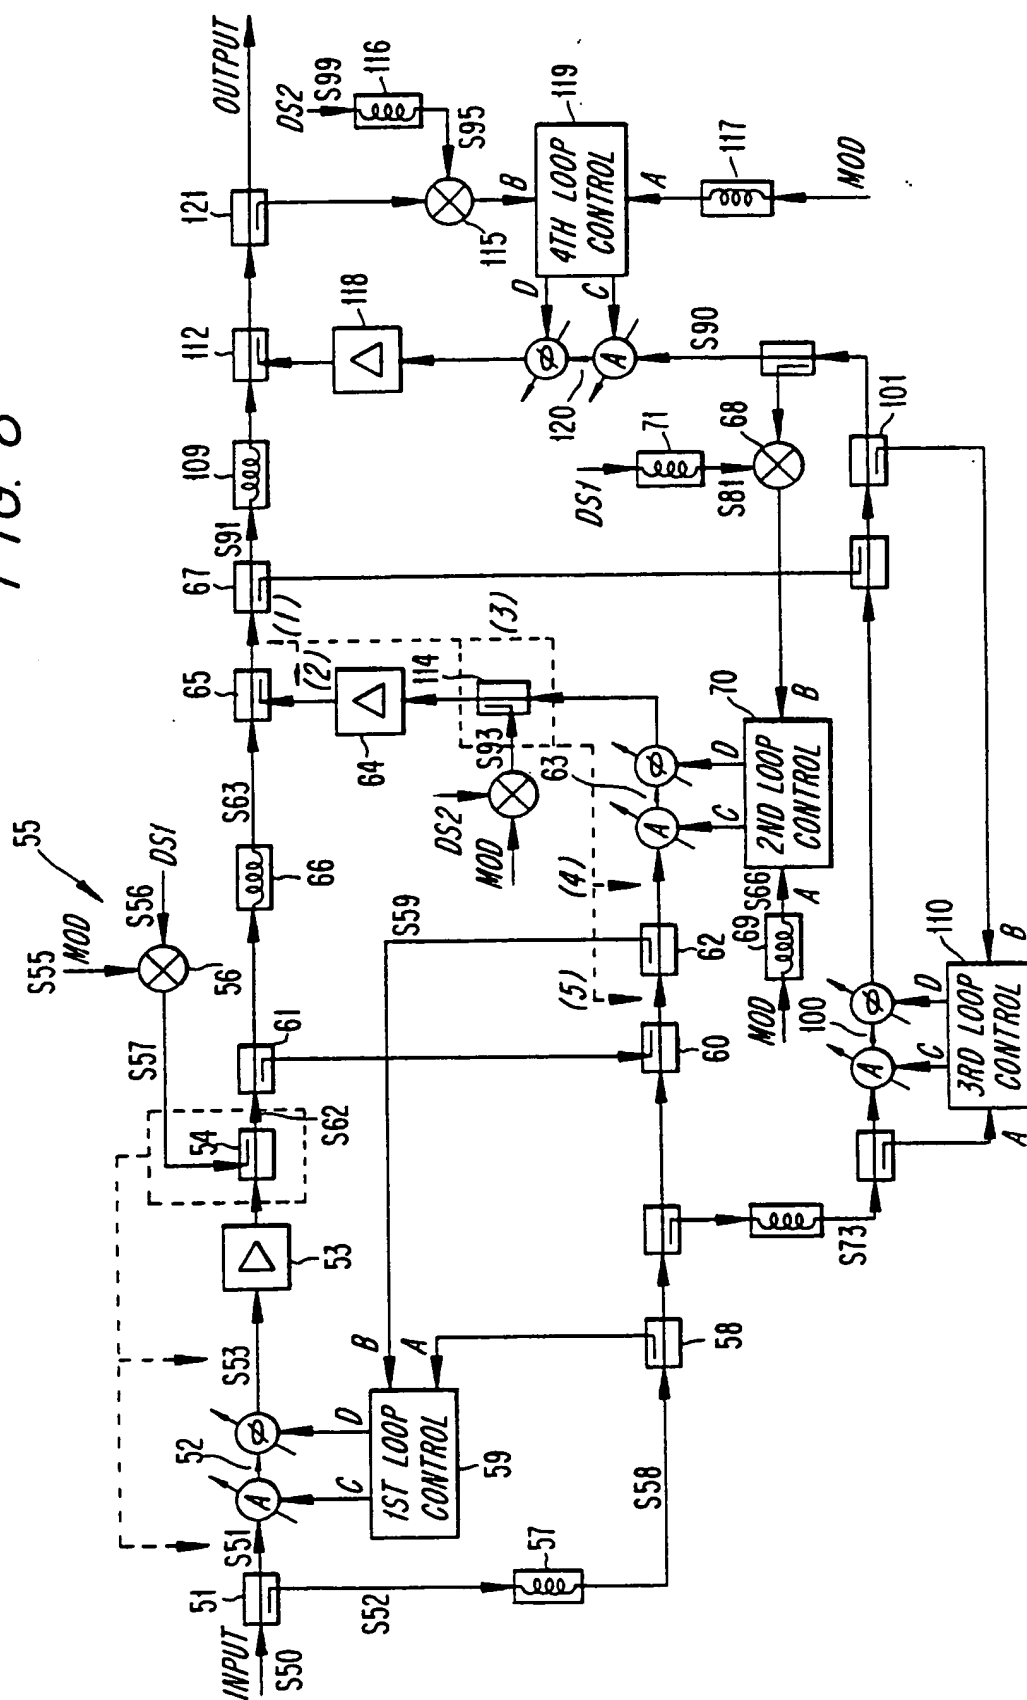 FIG. 8
55
S55
MOD
S56
DS1
56
S57
INPUT
S50
51
S51
52
A
Ø
S53
53
54
S62
61
66
S63
65
(1)
67
S91
109
112
121
OUTPUT
(2)
64
114
(3)
S93
DS2
MOD
63
118
DS2
S99
116
S95
115
B
4TH LOOP
CONTROL
119
A
117
MOD
D
C
Ø
A
120
S90
S52
57
1ST LOOP
CONTROL
59
C
D
B
A
S59
S58
58
60
(5)
62
(4)
A
Ø
C
D
MOD
69
S66
A
2ND LOOP
CONTROL
70
B
DS1
71
S81
68
101
S73
A
Ø
100
C
D
A
3RD LOOP
CONTROL
110
B